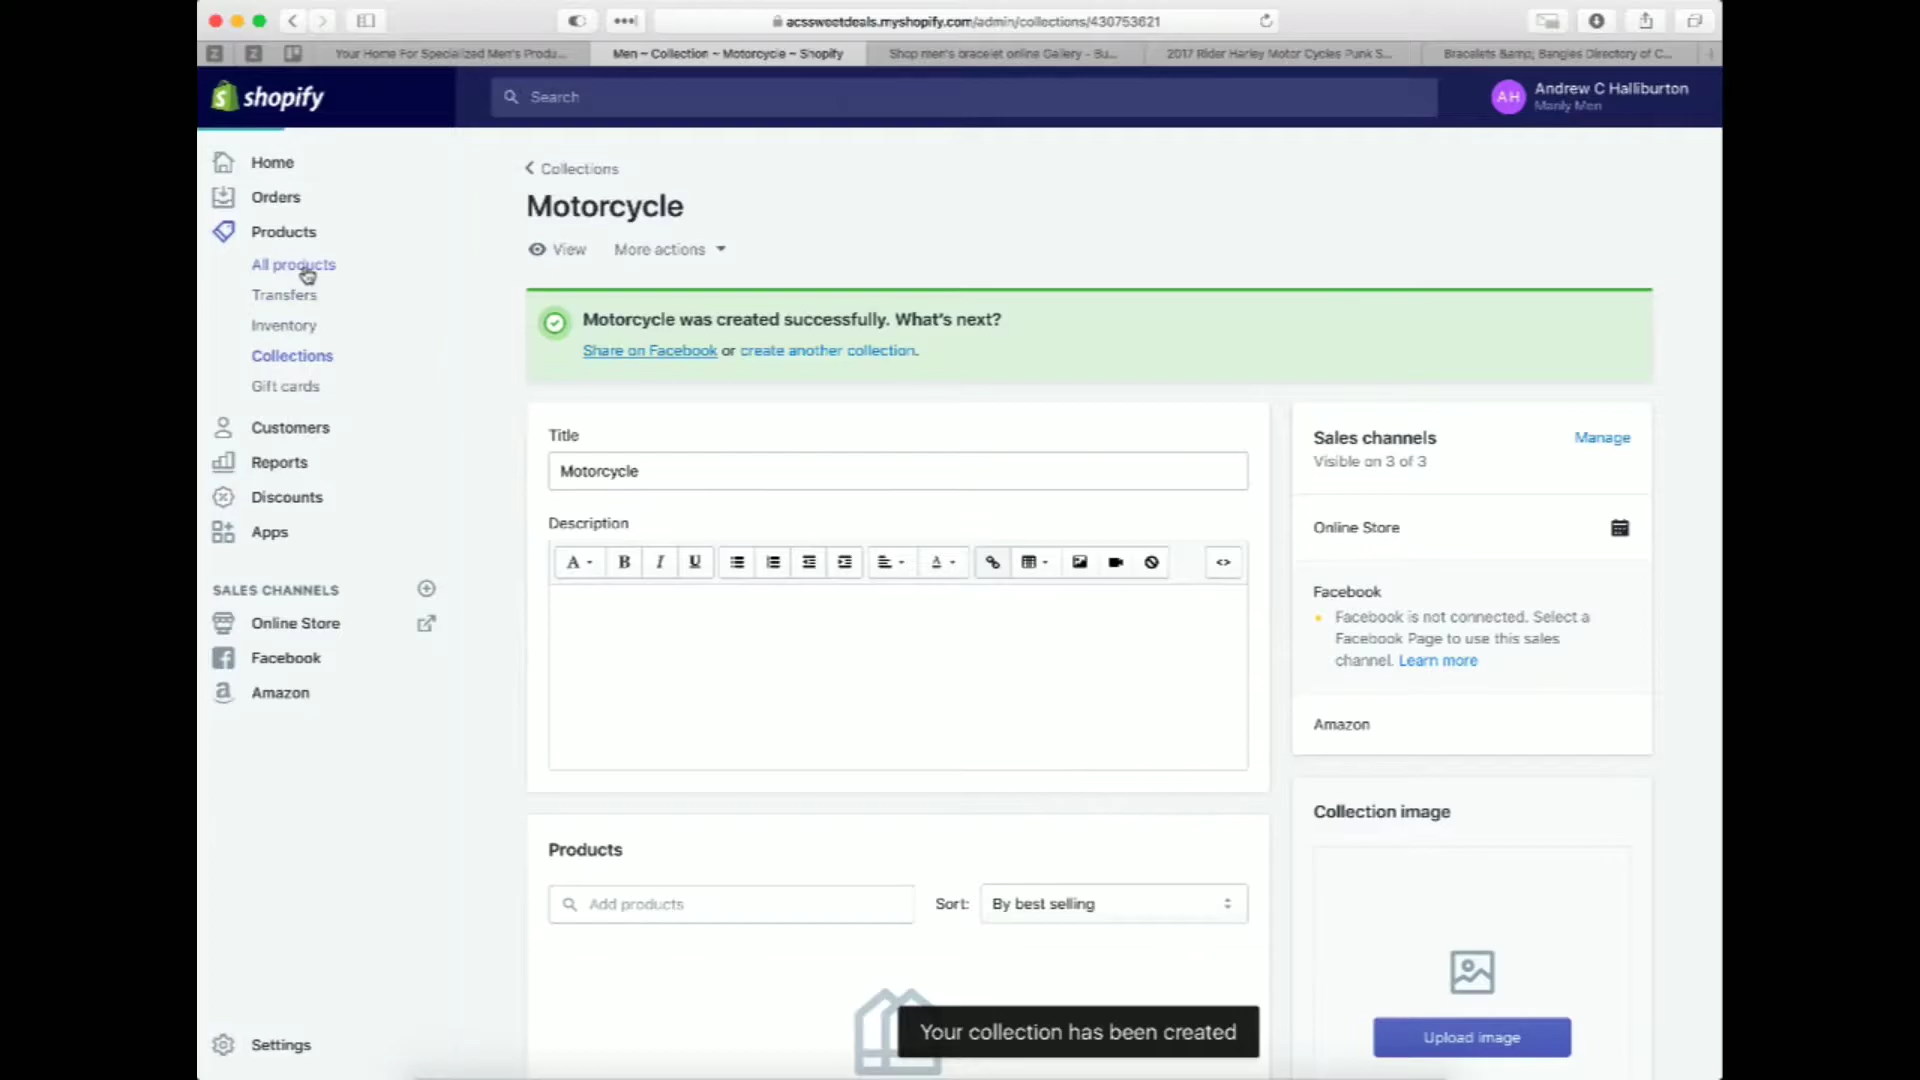 acssweetdeals.myshopify.com/admin/collections/430753621
Your Home For Specialized Men's Produ...
Men ~ Collection ~ Motorcycle ~ Shopify
Shop men's bracelet online Gallery - Bu...
2017 Rider Harley Motor Cycles Punk S...
Bracelets &amp; Bangles Directory of C...
shopify
Search
AH
Andrew C Halliburton
Manly Men
Home
Orders
Products
All products
Transfers
Inventory
Collections
Gift cards
Customers
Reports
Discounts
Apps
SALES CHANNELS
Online Store
Facebook
Amazon
Settings
Collections
Motorcycle
View
More actions
Motorcycle was created successfully. What's next?
Share on Facebook or create another collection.
Title
Motorcycle
Description
Products
Add products
Sort:
By best selling
Sales channels
Manage
Visible on 3 of 3
Online Store
Facebook
Facebook is not connected. Select a
Facebook Page to use this sales
channel. Learn more
Amazon
Collection image
Upload image
Your collection has been created